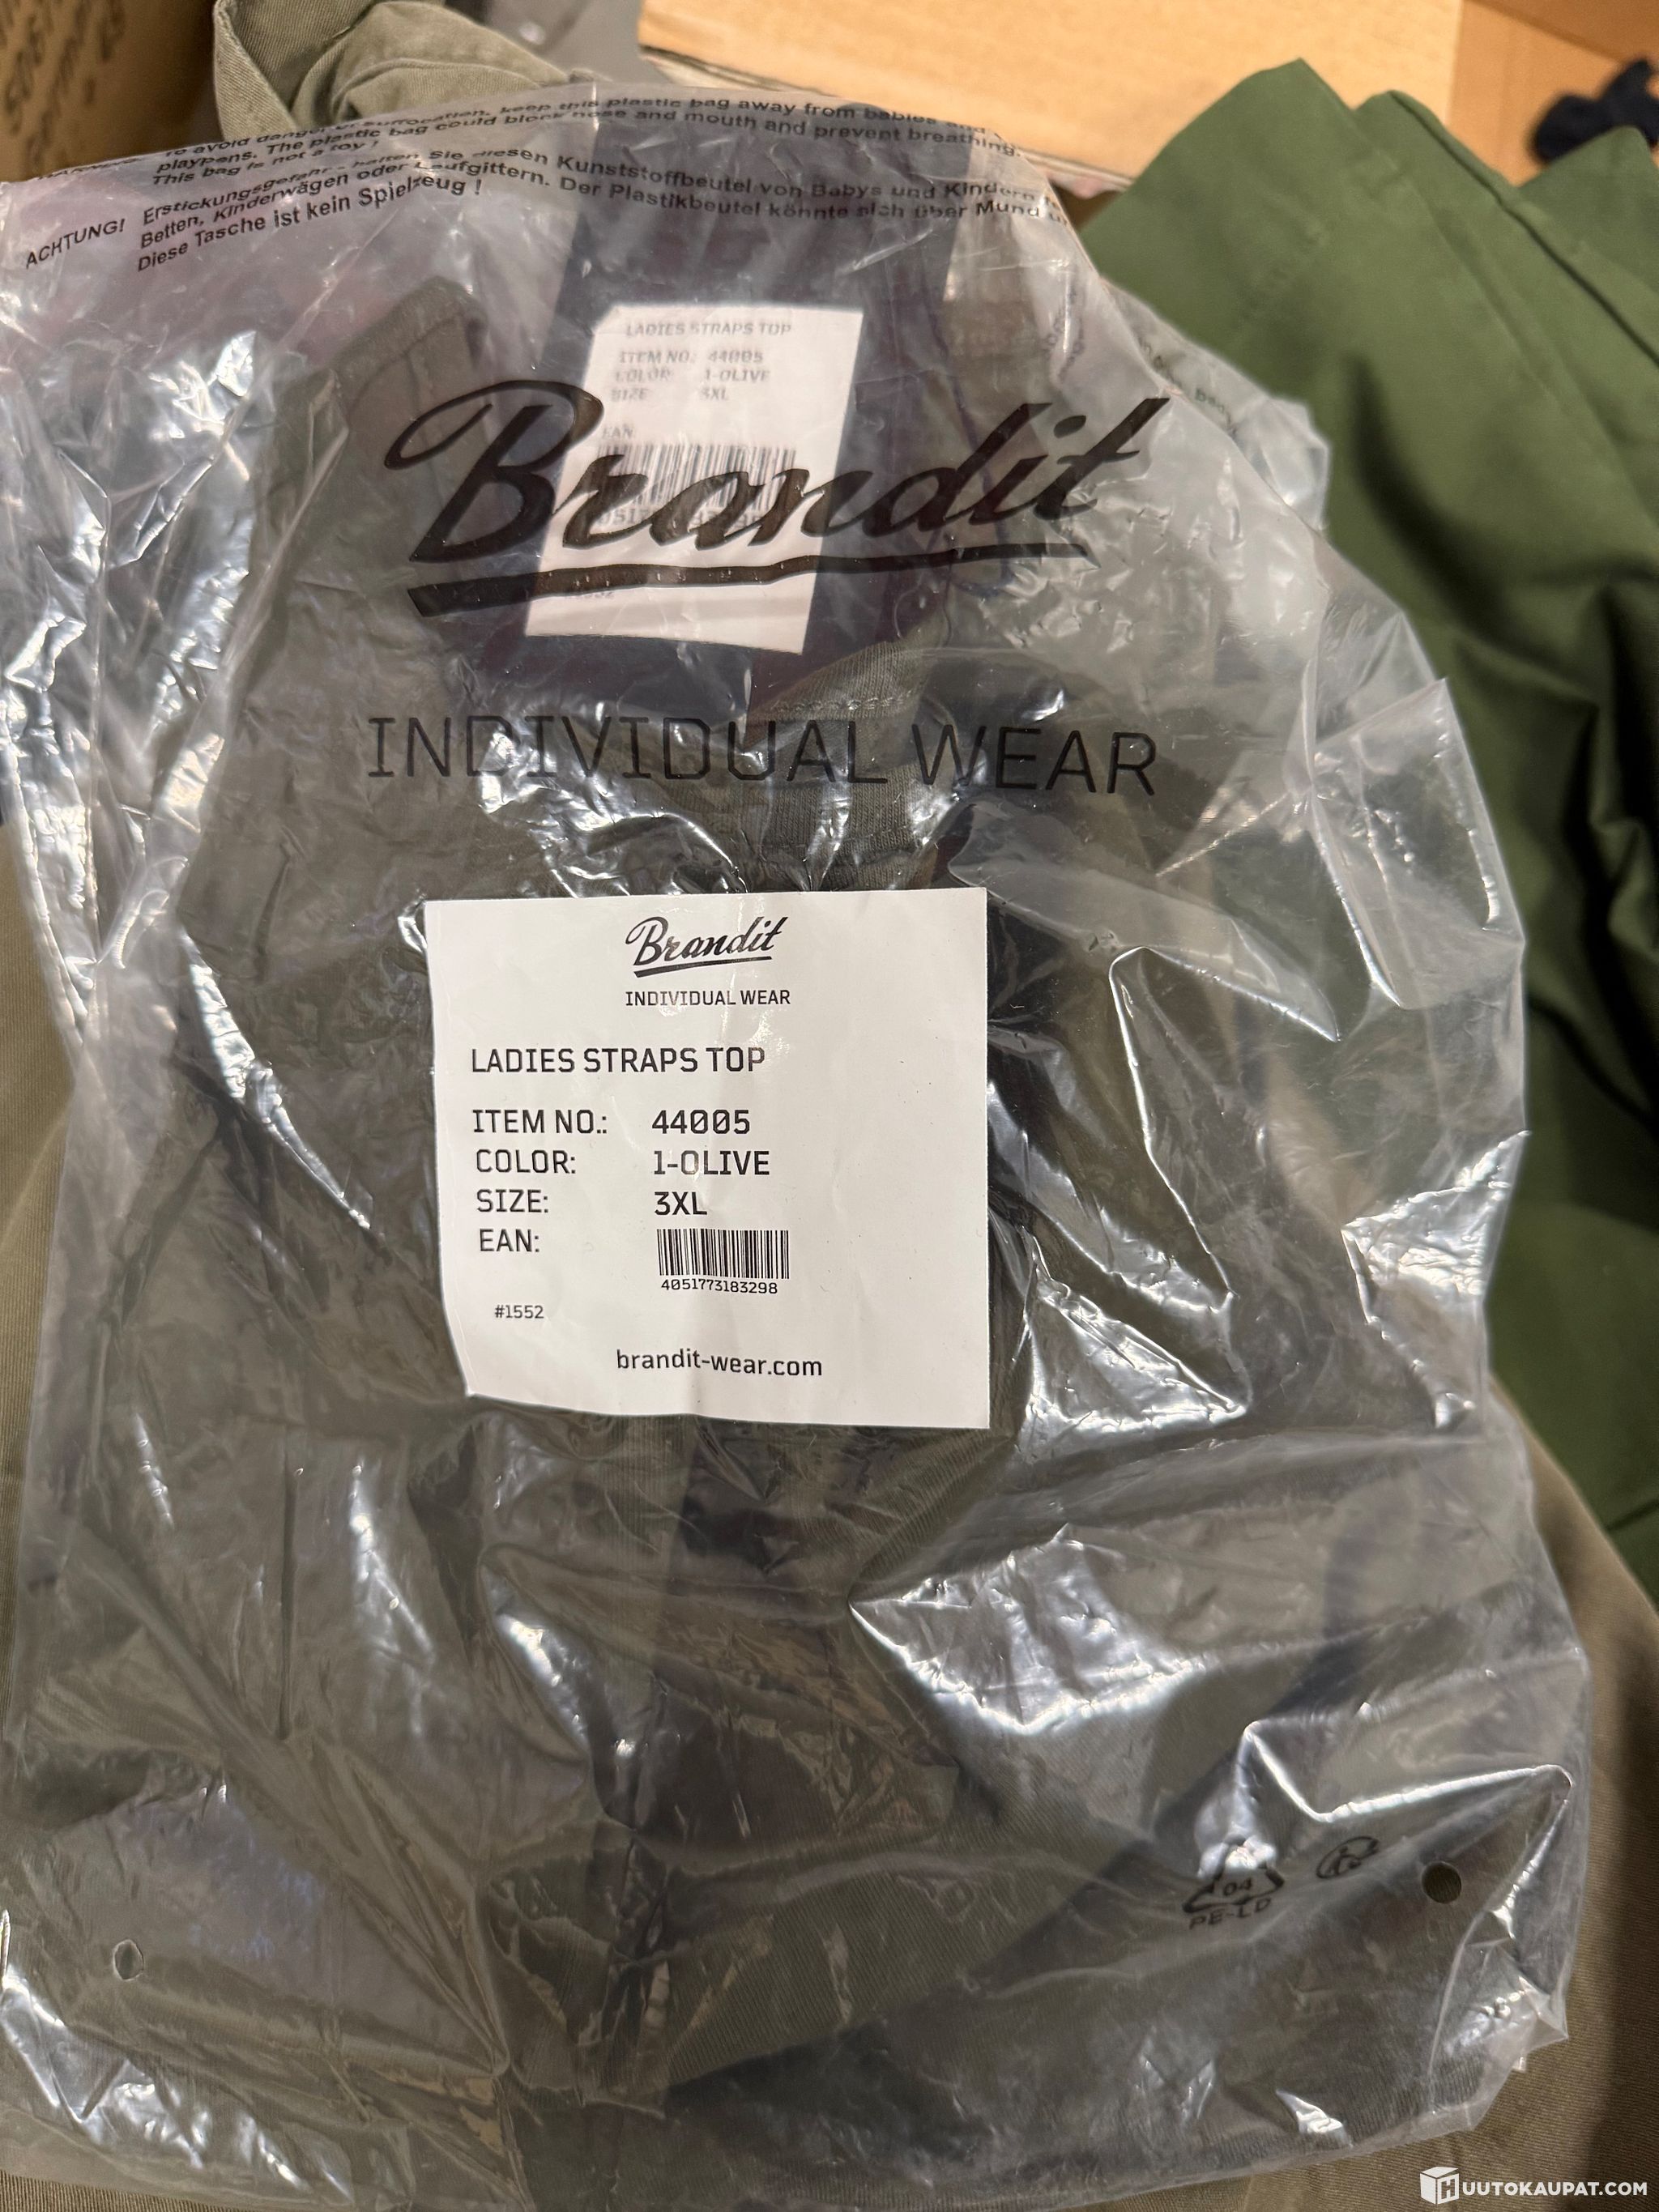 To avoid danger of suffocation, keep this plastic bag away from babies and
playpens. The plastic bag could block nose and mouth and prevent breathing.
This bag is not a toy!
ACHTUNG! Erstickungsgefahr - halten Sie diesen Kunststoffbeutel von Babys und Kindern
Betten, Kinderwägen oder Laufgittern. Der Plastikbeutel könnte sich über Mund
Diese Tasche ist kein Spielzeug!
LADIES STRAPS TOP
ITEM NO.: 44005
COLOR: 1-OLIVE
SIZE: 3XL
EAN:
Brandit
INDIVIDUAL WEAR
Brandit
INDIVIDUAL WEAR
LADIES STRAPS TOP
ITEM NO.: 44005
COLOR: 1-OLIVE
SIZE: 3XL
EAN:
4051773183298
#1552
brandit-wear.com
04
PE-LD
HUUTOKAUPAT.COM